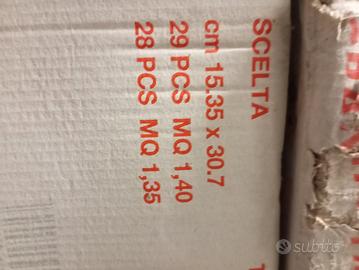 SCELTA
cm 15.35 x 30.7
29 PCS MQ 1,40
28 PCS MQ 1,35
subito